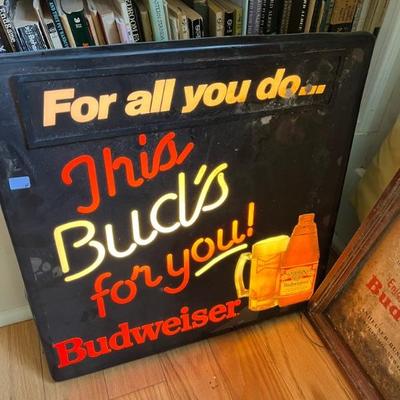 For all you do...
This
Bud's
for you!
Budweiser